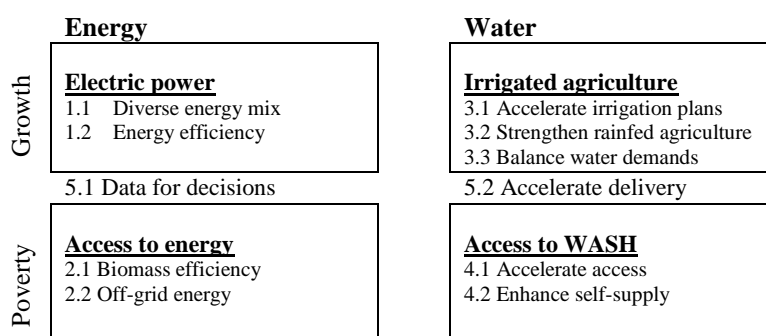 Energy
Water
Growth
Electric power
1.1 Diverse energy mix
1.2 Energy efficiency
Irrigated agriculture
3.1 Accelerate irrigation plans
3.2 Strengthen rainfed agriculture
3.3 Balance water demands
5.1 Data for decisions
5.2 Accelerate delivery
Poverty
Access to energy
2.1 Biomass efficiency
2.2 Off-grid energy
Access to WASH
4.1 Accelerate access
4.2 Enhance self-supply